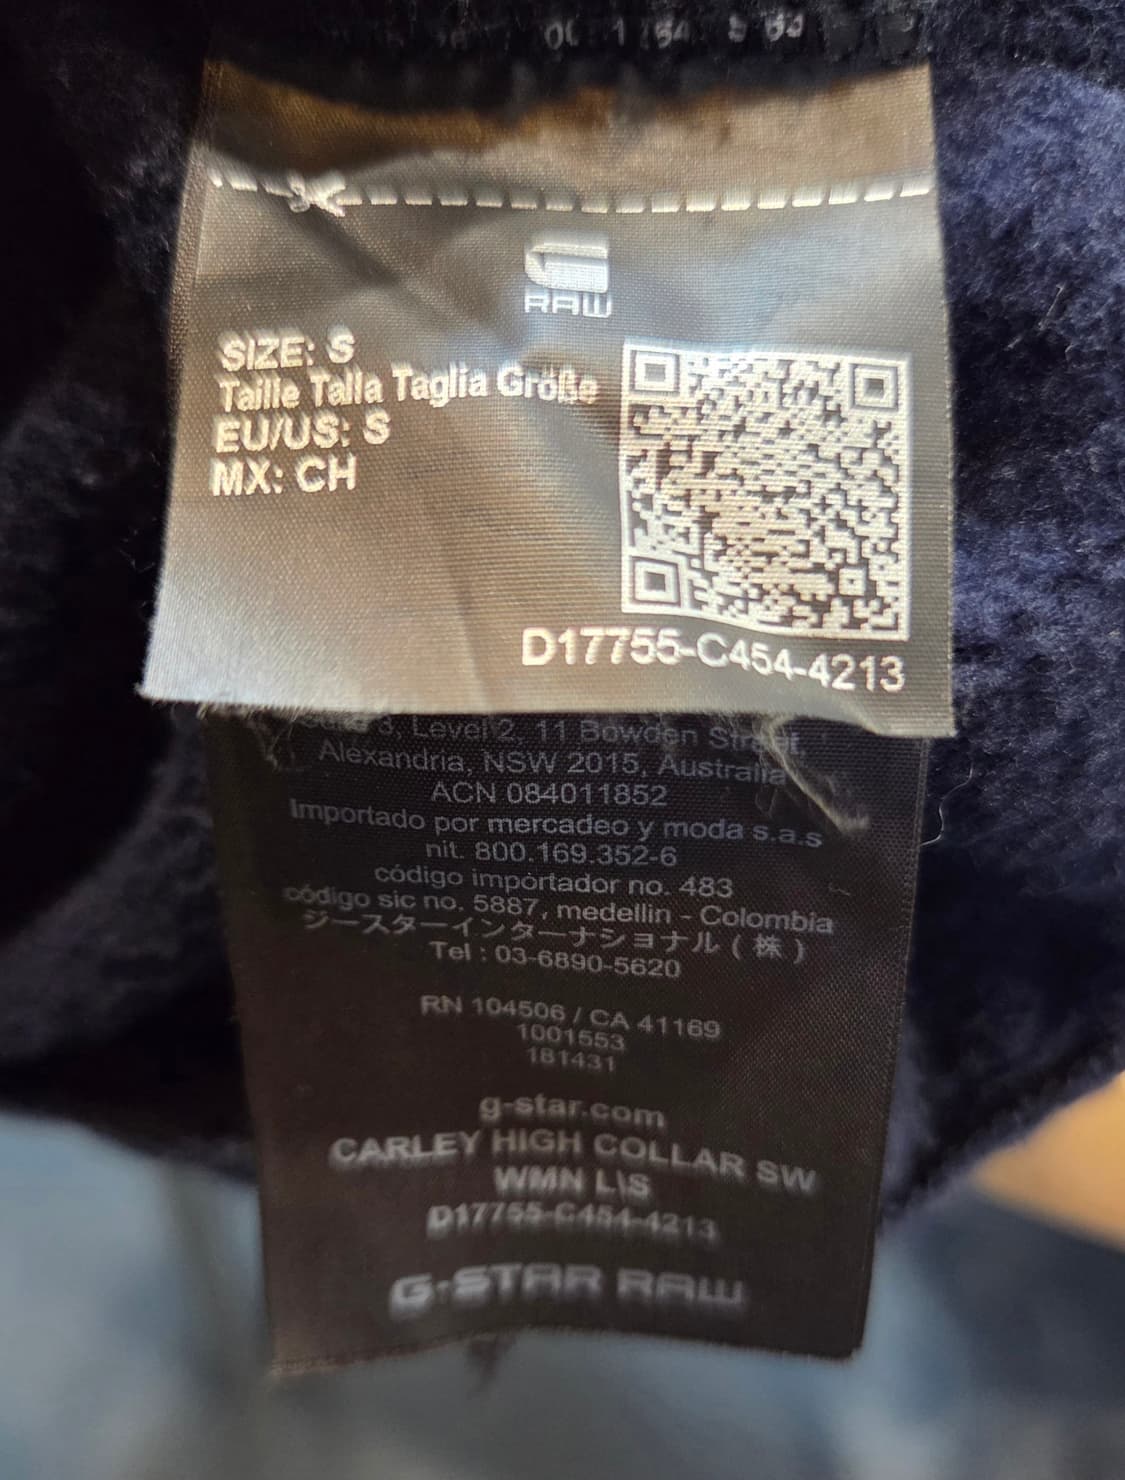 RAW
SIZE: S
Taille Talla Taglia Größe
EU/US: S
MX: CH
D17755-C454-4213
3, Level 2, 11 Bowden Street,
Alexandria, NSW 2015, Australia
ACN 084011852
Importado por mercadeo y moda s.a.s
nit. 800.169.352-6
código importador no. 483
código sic no. 5887, medellin - Colombia
ジースターインターナショナル ( 株 )
Tel : 03-6890-5620
RN 104506 / CA 41169
1001553
181431
g-star.com
CARLEY HIGH COLLAR SW
WMN L\S
D17755-C454-4213
G-STAR RAW